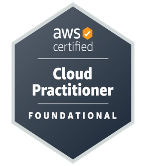 aws
certified
Cloud
Practitioner
FOUNDATIONAL